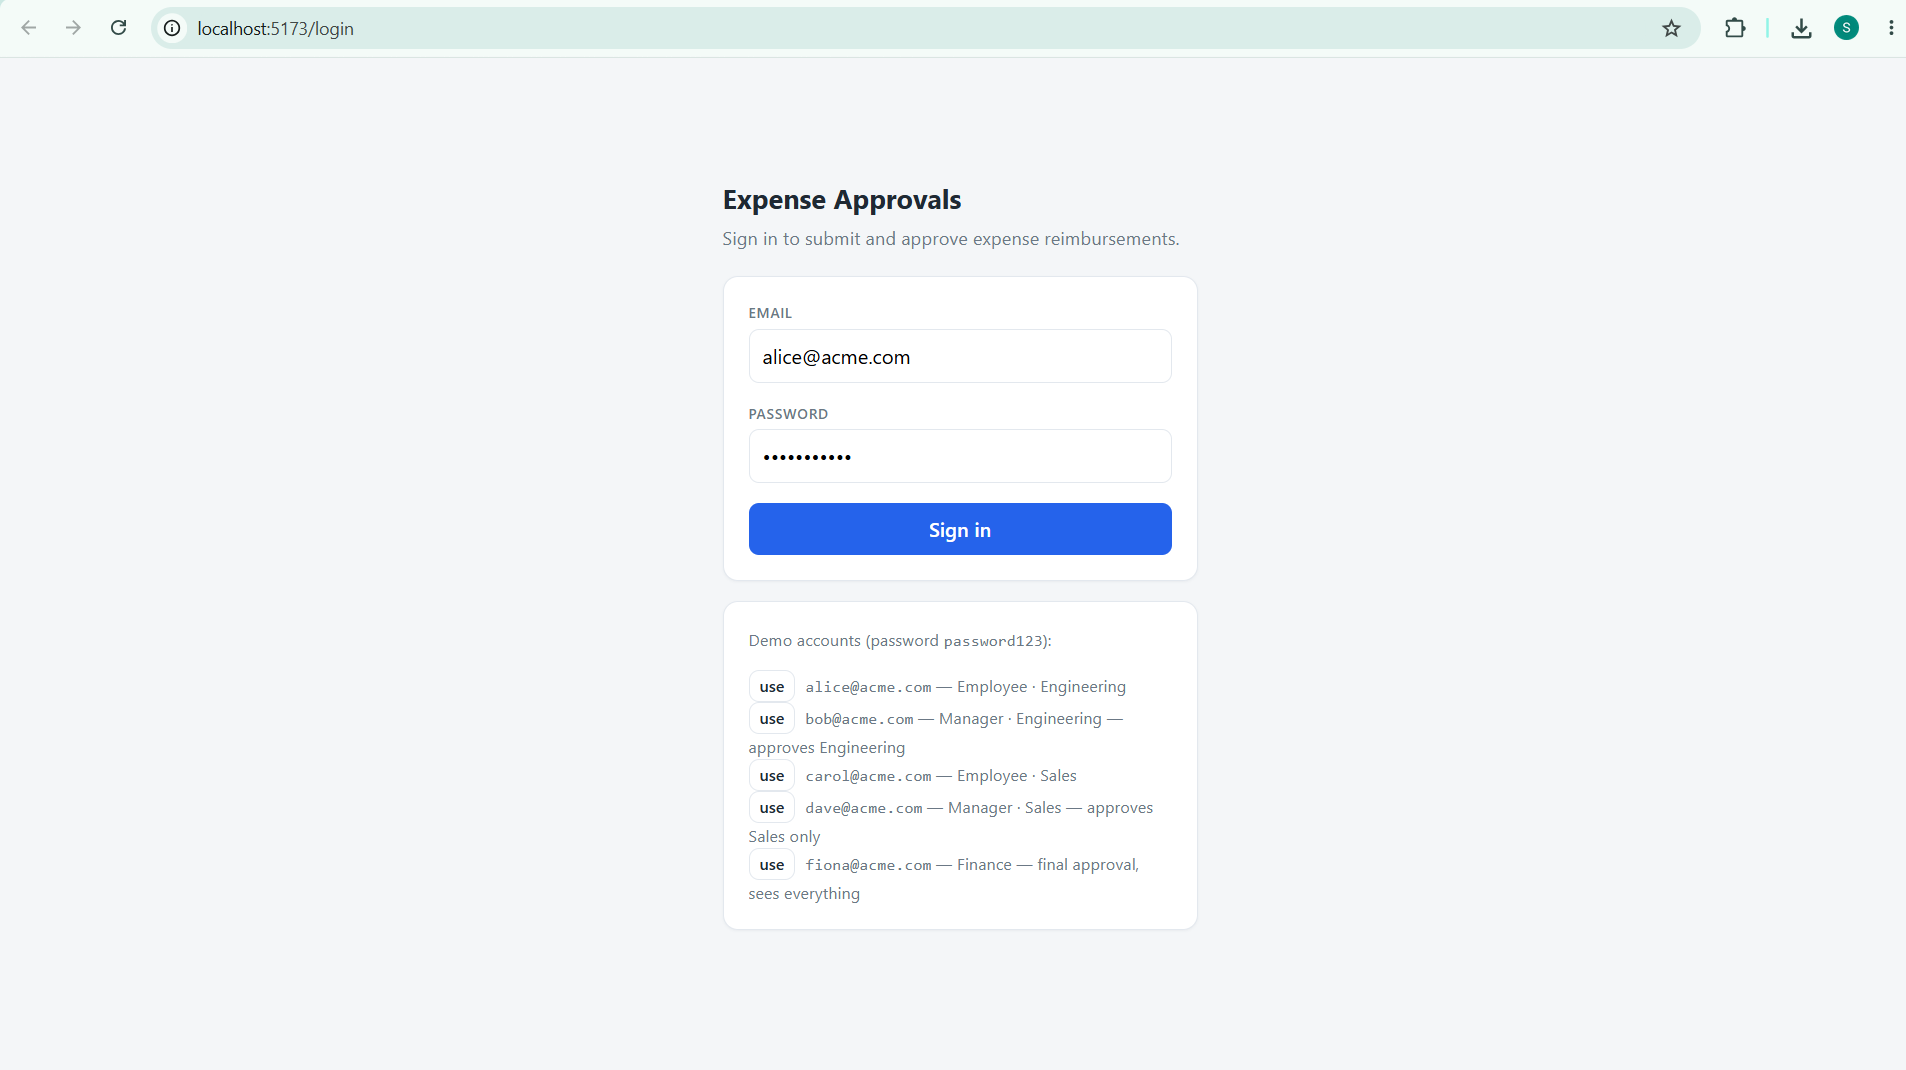 localhost:5173/login
S
Expense Approvals
Sign in to submit and approve expense reimbursements.
EMAIL
alice@acme.com
PASSWORD
•••••••••••
Sign in
Demo accounts (password password123):
use alice@acme.com — Employee · Engineering
use bob@acme.com — Manager · Engineering —
approves Engineering
use carol@acme.com — Employee · Sales
use dave@acme.com — Manager · Sales — approves
Sales only
use fiona@acme.com — Finance — final approval,
sees everything